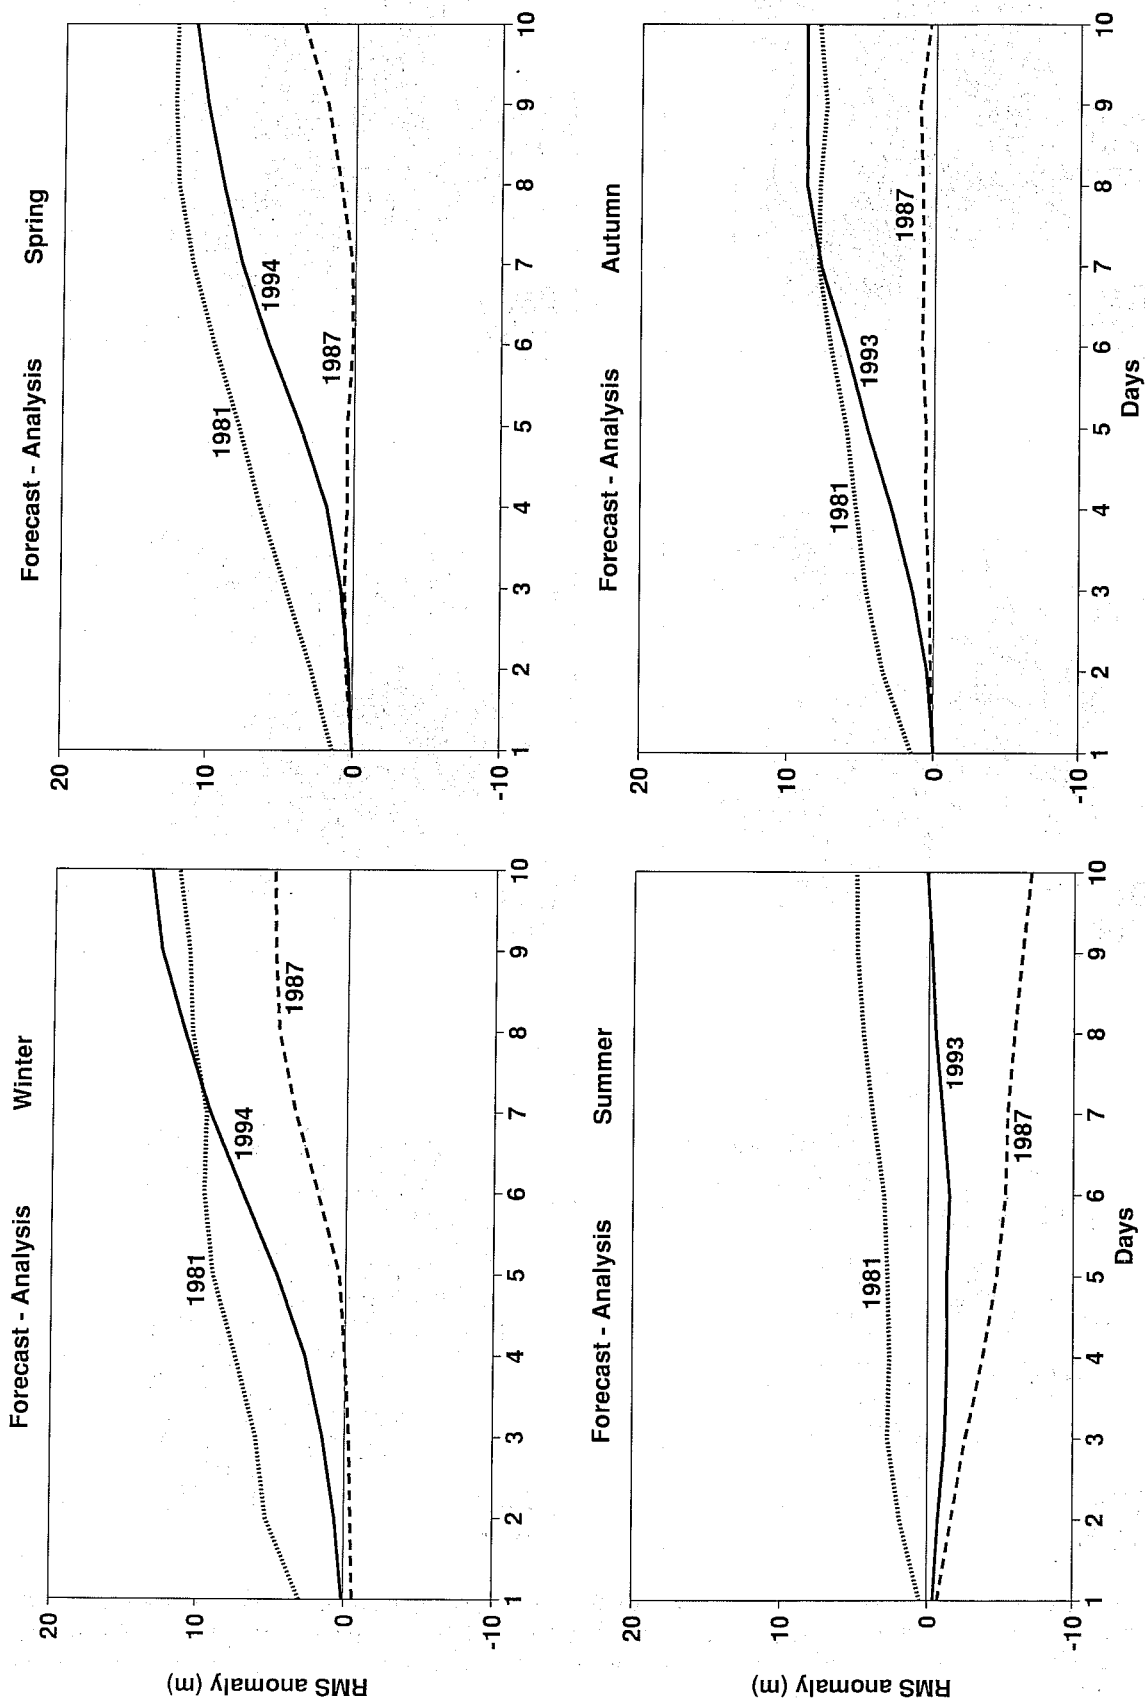 Forecast - Analysis Winter
RMS anomaly (m)
20
10
0
-10
1981
1994
1987
1 2 3 4 5 6 7 8 9 10
Forecast - Analysis Spring
20
10
0
-10
1981
1994
1987
1 2 3 4 5 6 7 8 9 10
Forecast - Analysis Summer
RMS anomaly (m)
20
10
0
-10
1981
1993
1987
1 2 3 4 5 6 7 8 9 10
Days
Forecast - Analysis Autumn
20
10
0
-10
1981
1993
1987
1 2 3 4 5 6 7 8 9 10
Days